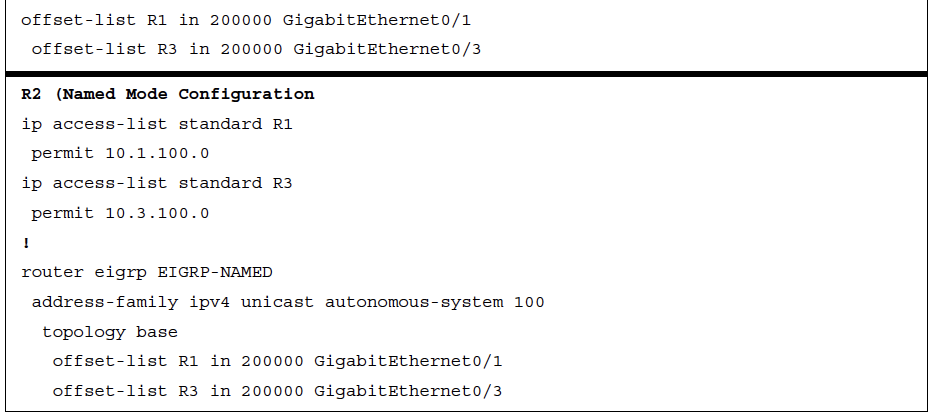 offset-list R1 in 200000 GigabitEthernet0/1
offset-list R3 in 200000 GigabitEthernet0/3
R2 (Named Mode Configuration
ip access-list standard R1
permit 10.1.100.0
ip access-list standard R3
permit 10.3.100.0
!
router eigrp EIGRP-NAMED
address-family ipv4 unicast autonomous-system 100
topology base
offset-list R1 in 200000 GigabitEthernet0/1
offset-list R3 in 200000 GigabitEthernet0/3